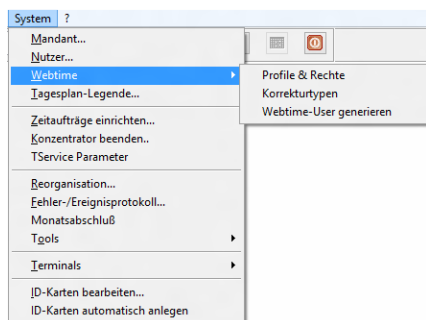 System ?
Mandant...
Nutzer...
Webtime
Profile & Rechte
Korrekturtypen
Webtime-User generieren
Tagesplan-Legende...
Zeitaufträge einrichten...
Konzentrator beenden..
TService Parameter
Reorganisation...
Fehler-/Ereignisprotokoll...
Monatsabschluß
Tools
Terminals
ID-Karten bearbeiten...
ID-Karten automatisch anlegen